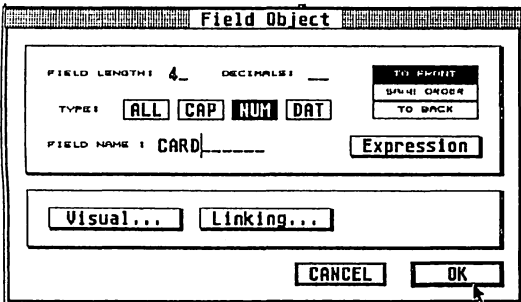 Field Object
FIELD LENGTH: 4_ DECIMALS: __ TO FRONT
SAME ORDER
TYPE: ALL CAP NUM DAT TO BACK
FIELD NAME : CARD______ Expression
Visual... Linking...
CANCEL OK